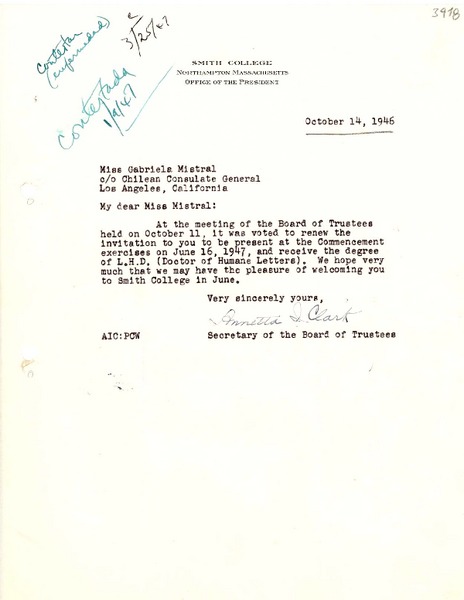 3978
Contestar
(enfermedad)
3/25/47
Contestada
1/9/47
SMITH COLLEGE
NORTHAMPTON MASSACHUSETTS
OFFICE OF THE PRESIDENT
October 14, 1946
Miss Gabriela Mistral
c/o Chilean Consulate General
Los Angeles, California
My dear Miss Mistral:
At the meeting of the Board of Trustees
held on October 11, it was voted to renew the
invitation to you to be present at the Commencement
exercises on June 16, 1947, and receive the degree
of L.H.D. (Doctor of Humane Letters). We hope very
much that we may have the pleasure of welcoming you
to Smith College in June.
Very sincerely yours,
Annetta I. Clark
AIC:PCW Secretary of the Board of Trustees